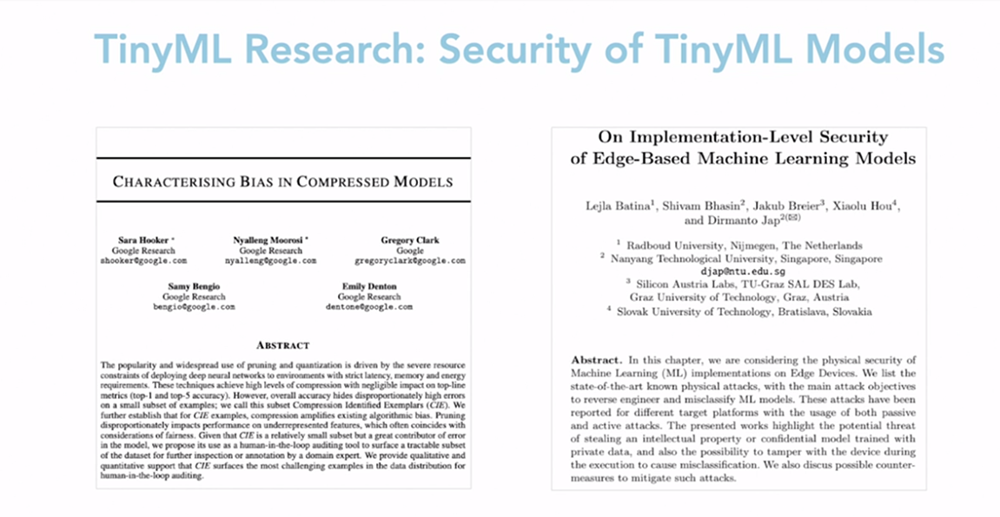 TinyML Research: Security of TinyML Models
CHARACTERISING BIAS IN COMPRESSED MODELS
Sara Hooker *
Google Research
shooker@google.com
Nyalleng Moorosi *
Google Research
nyalleng@google.com
Gregory Clark
Google
gregoryclark@google.com
Samy Bengio
Google Research
bengio@google.com
Emily Denton
Google Research
dentone@google.com
ABSTRACT
The popularity and widespread use of pruning and quantization is driven by the severe resource
constraints of deploying deep neural networks to environments with strict latency, memory and energy
requirements. These techniques achieve high levels of compression with negligible impact on top-line
metrics (top-1 and top-5 accuracy). However, overall accuracy hides disproportionately high errors
on a small subset of examples; we call this subset Compression Identified Exemplars (CIE). We
further establish that for CIE examples, compression amplifies existing algorithmic bias. Pruning
disproportionately impacts performance on underrepresented features, which often coincides with
considerations of fairness. Given that CIE is a relatively small subset but a great contributor of error
in the model, we propose its use as a human-in-the-loop auditing tool to surface a tractable subset
of the dataset for further inspection or annotation by a domain expert. We provide qualitative and
quantitative support that CIE surfaces the most challenging examples in the data distribution for
human-in-the-loop auditing.
On Implementation-Level Security
of Edge-Based Machine Learning Models
Lejla Batina¹, Shivam Bhasin², Jakub Breier³, Xiaolu Hou⁴,
and Dirmanto Jap²(✉)
¹ Radboud University, Nijmegen, The Netherlands
² Nanyang Technological University, Singapore, Singapore
djap@ntu.edu.sg
³ Silicon Austria Labs, TU-Graz SAL DES Lab,
Graz University of Technology, Graz, Austria
⁴ Slovak University of Technology, Bratislava, Slovakia
Abstract. In this chapter, we are considering the physical security of
Machine Learning (ML) implementations on Edge Devices. We list the
state-of-the-art known physical attacks, with the main attack objectives
to reverse engineer and misclassify ML models. These attacks have been
reported for different target platforms with the usage of both passive
and active attacks. The presented works highlight the potential threat
of stealing an intellectual property or confidential model trained with
private data, and also the possibility to tamper with the device during
the execution to cause misclassification. We also discuss possible counter-
measures to mitigate such attacks.